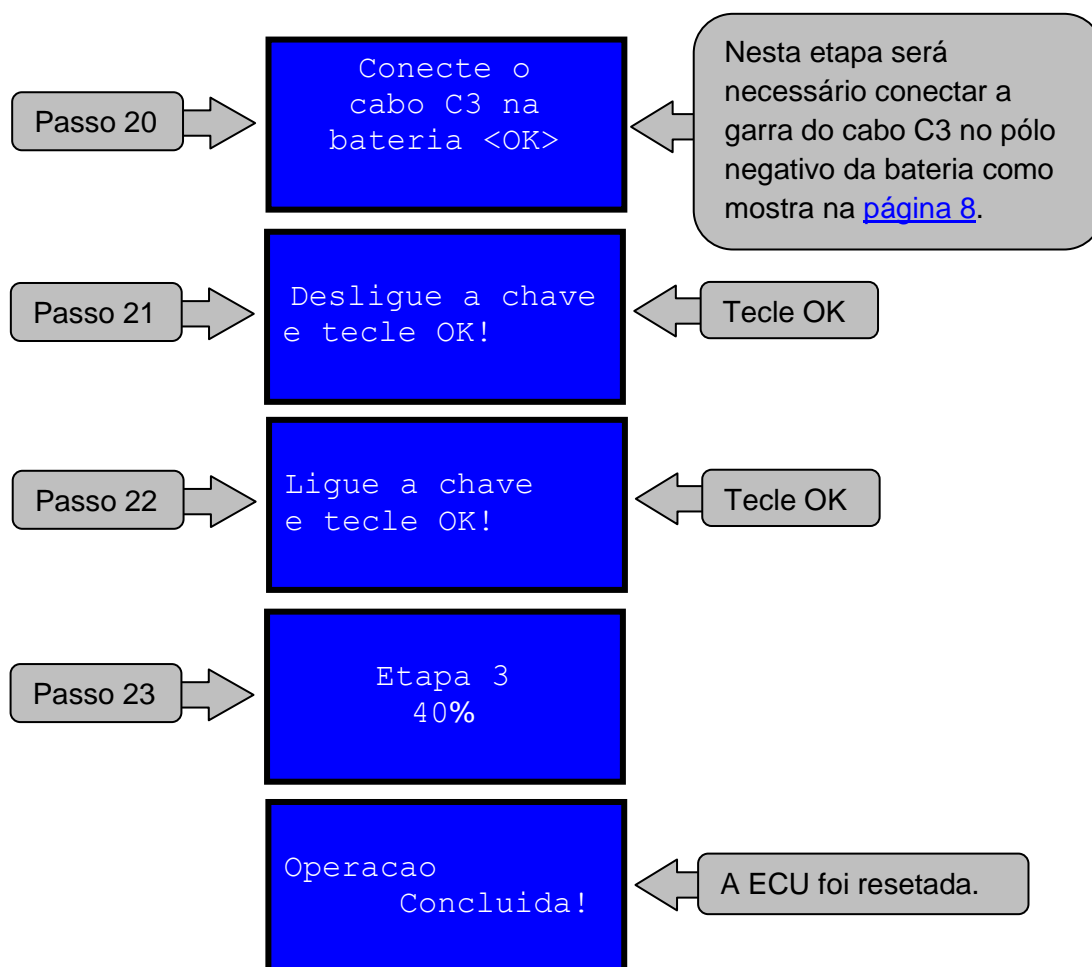 Passo 20
Conecte o
cabo C3 na
bateria <OK>
Nesta etapa será
necessário conectar a
garra do cabo C3 no pólo
negativo da bateria como
mostra na página 8.
Passo 21
Desligue a chave
e tecle OK!
Tecle OK
Passo 22
Ligue a chave
e tecle OK!
Tecle OK
Passo 23
Etapa 3
40%
Operacao
Concluida!
A ECU foi resetada.